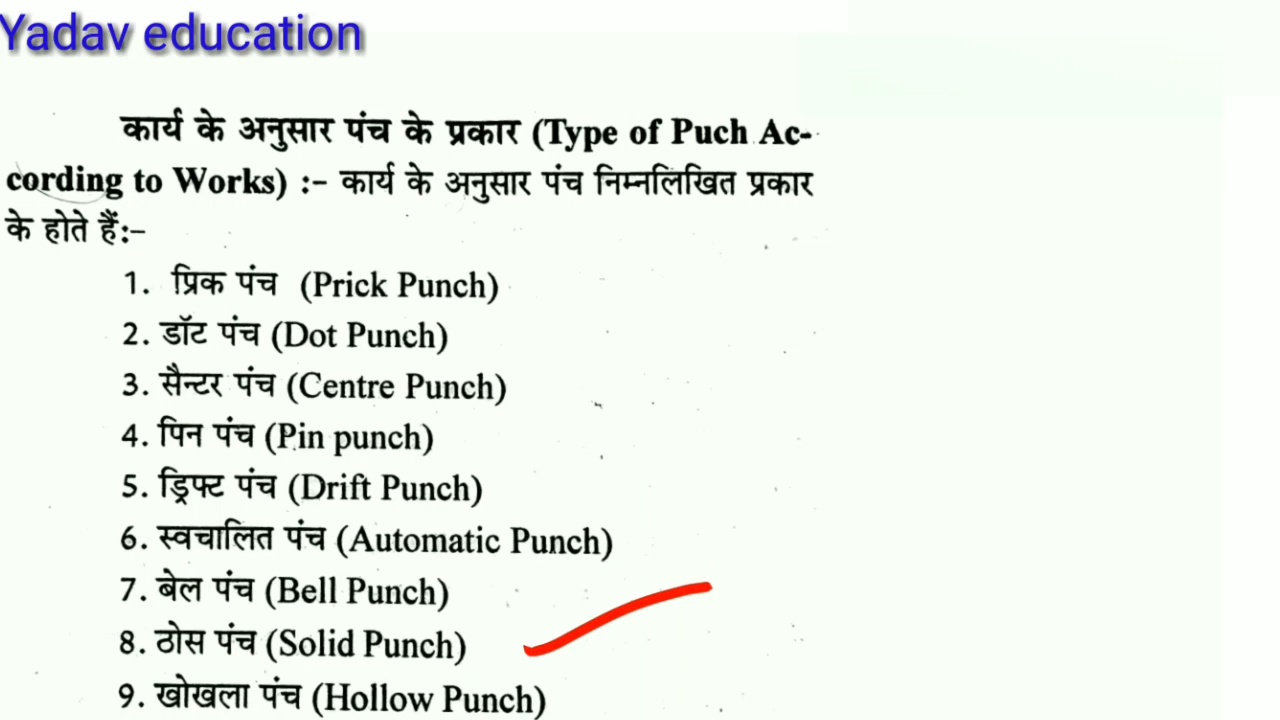 Yadav education
कार्य के अनुसार पंच के प्रकार (Type of Puch Ac-
cording to Works) :- कार्य के अनुसार पंच निम्नलिखित प्रकार
के होते हैं:-
1. प्रिक पंच (Prick Punch)
2. डॉट पंच (Dot Punch)
3. सैन्टर पंच (Centre Punch)
4. पिन पंच (Pin punch)
5. ड्रिफ्ट पंच (Drift Punch)
6. स्वचालित पंच (Automatic Punch)
7. बेल पंच (Bell Punch)
8. ठोस पंच (Solid Punch)
9. खोखला पंच (Hollow Punch)